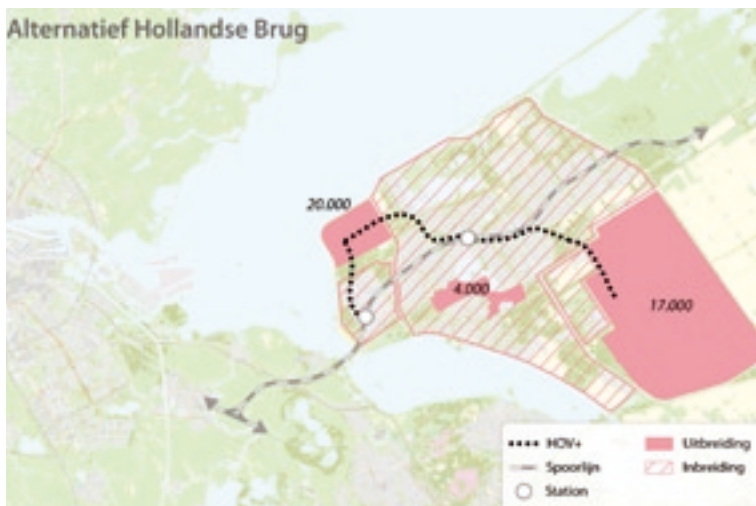 Alternatief Hollandse Brug
20.000
4.000
17.000
HOV+
Spoorlijn
Station
Uitbreiding
Inbreiding